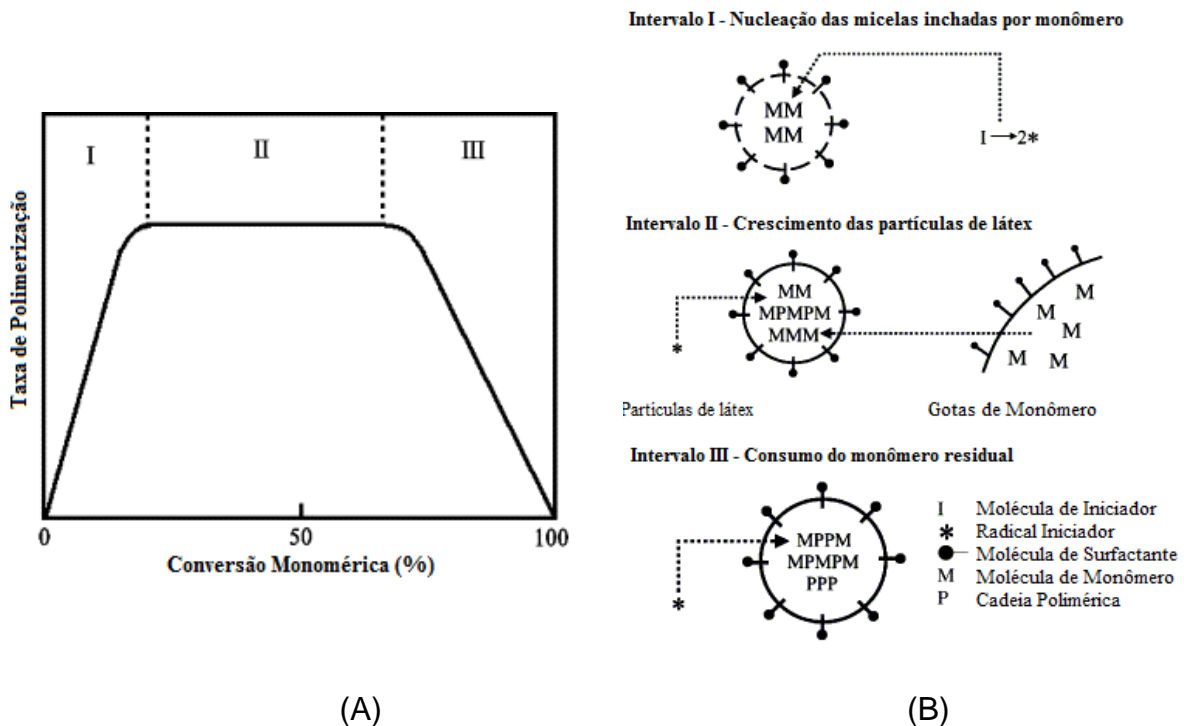 I
II
III
Taxa de Polimerização
0
50
100
Conversão Monomérica (%)
(A)
Intervalo I - Nucleação das micelas inchadas por monômero
MM
MM
I → 2*
Intervalo II - Crescimento das partículas de látex
MM
MPMPM
MMM
*
M
M
M
M
M
Partículas de látex
Gotas de Monômero
Intervalo III - Consumo do monômero residual
MPPM
MPMPM
PPP
*
I Molécula de Iniciador
* Radical Iniciador
Molécula de Surfactante
M Molécula de Monômero
P Cadeia Polimérica
(B)